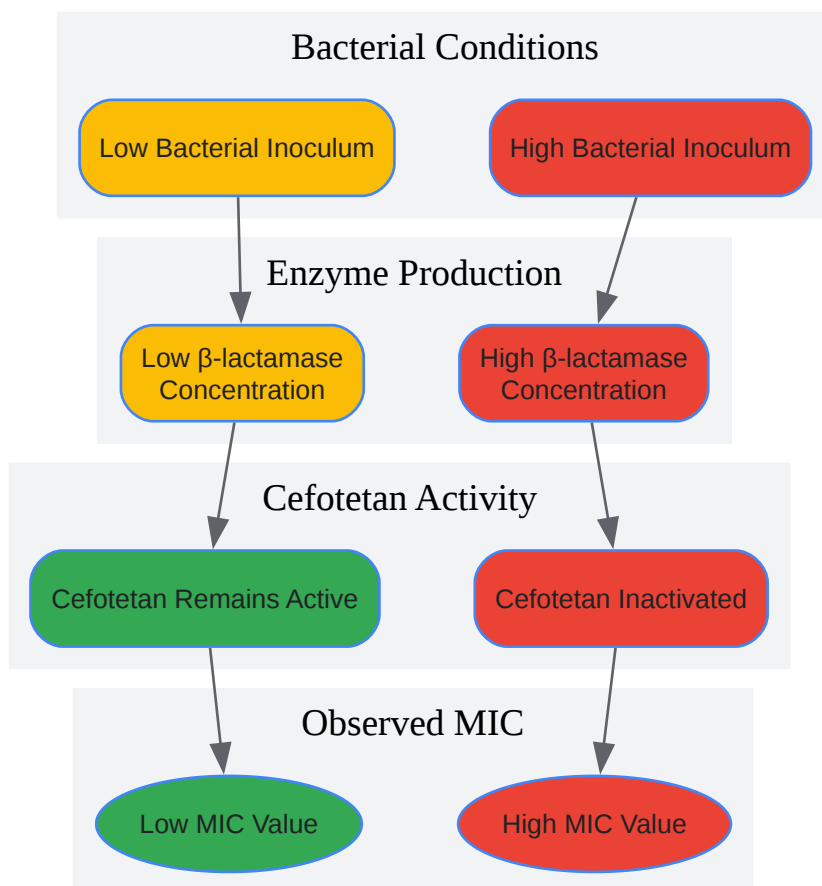 Bacterial Conditions
Low Bacterial Inoculum
High Bacterial Inoculum
Enzyme Production
Low β-lactamase
Concentration
High β-lactamase
Concentration
Cefotetan Activity
Cefotetan Remains Active
Cefotetan Inactivated
Observed MIC
Low MIC Value
High MIC Value